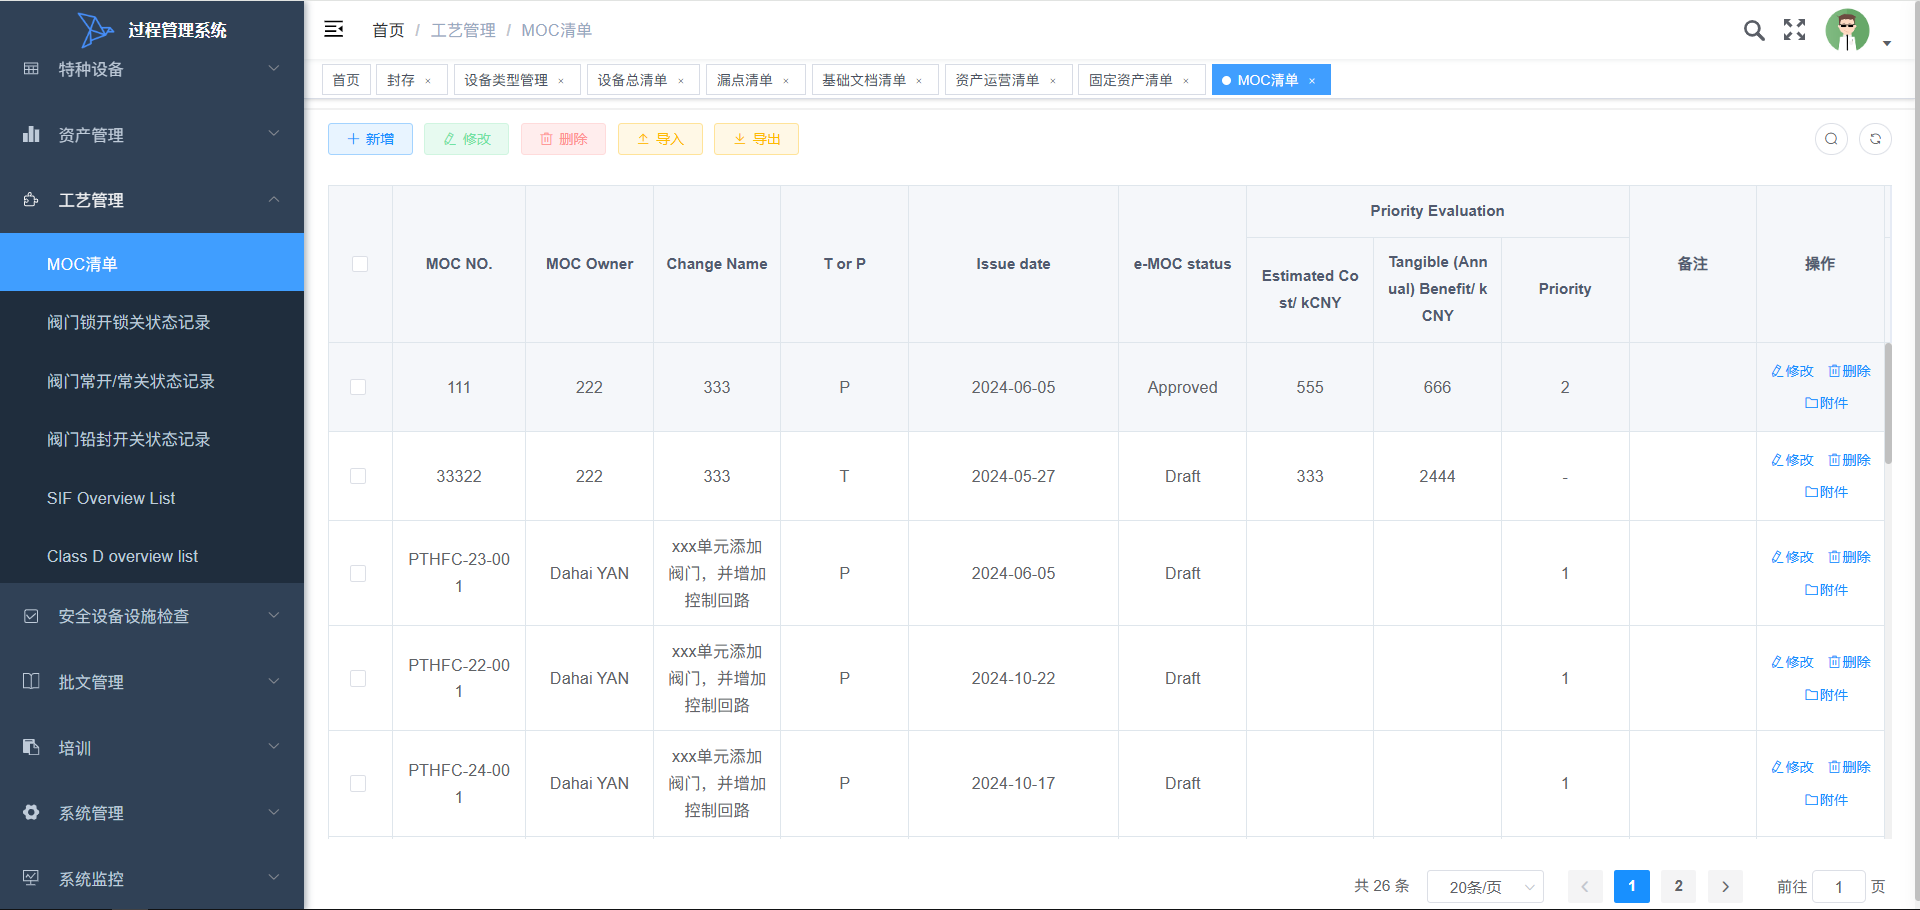 过程管理系统
特种设备
资产管理
工艺管理
MOC清单
阀门锁开锁关状态记录
阀门常开/常关状态记录
阀门铅封开关状态记录
SIF Overview List
Class D overview list
安全设备设施检查
批文管理
培训
系统管理
系统监控
首页 / 工艺管理 / MOC清单
首页 封存 × 设备类型管理 × 设备总清单 × 漏点清单 × 基础文档清单 × 资产运营清单 × 固定资产清单 × MOC清单 ×
新增 修改 删除 导入 导出
Priority Evaluation
MOC NO. MOC Owner Change Name T or P Issue date e-MOC status 备注 操作
Estimated Co
st/ kCNY
Tangible (Ann
ual) Benefit/ k
CNY
Priority
111 222 333 P 2024-06-05 Approved 555 666 2
修改 删除
附件
33322 222 333 T 2024-05-27 Draft 333 2444 -
修改 删除
附件
PTHFC-23-00
1
Dahai YAN
xxx单元添加
阀门，并增加
控制回路
P 2024-06-05 Draft 1
修改 删除
附件
PTHFC-22-00
1
Dahai YAN
xxx单元添加
阀门，并增加
控制回路
P 2024-10-22 Draft 1
修改 删除
附件
PTHFC-24-00
1
Dahai YAN
xxx单元添加
阀门，并增加
控制回路
P 2024-10-17 Draft 1
修改 删除
附件
共 26 条 20条/页 1 2 前往 1 页